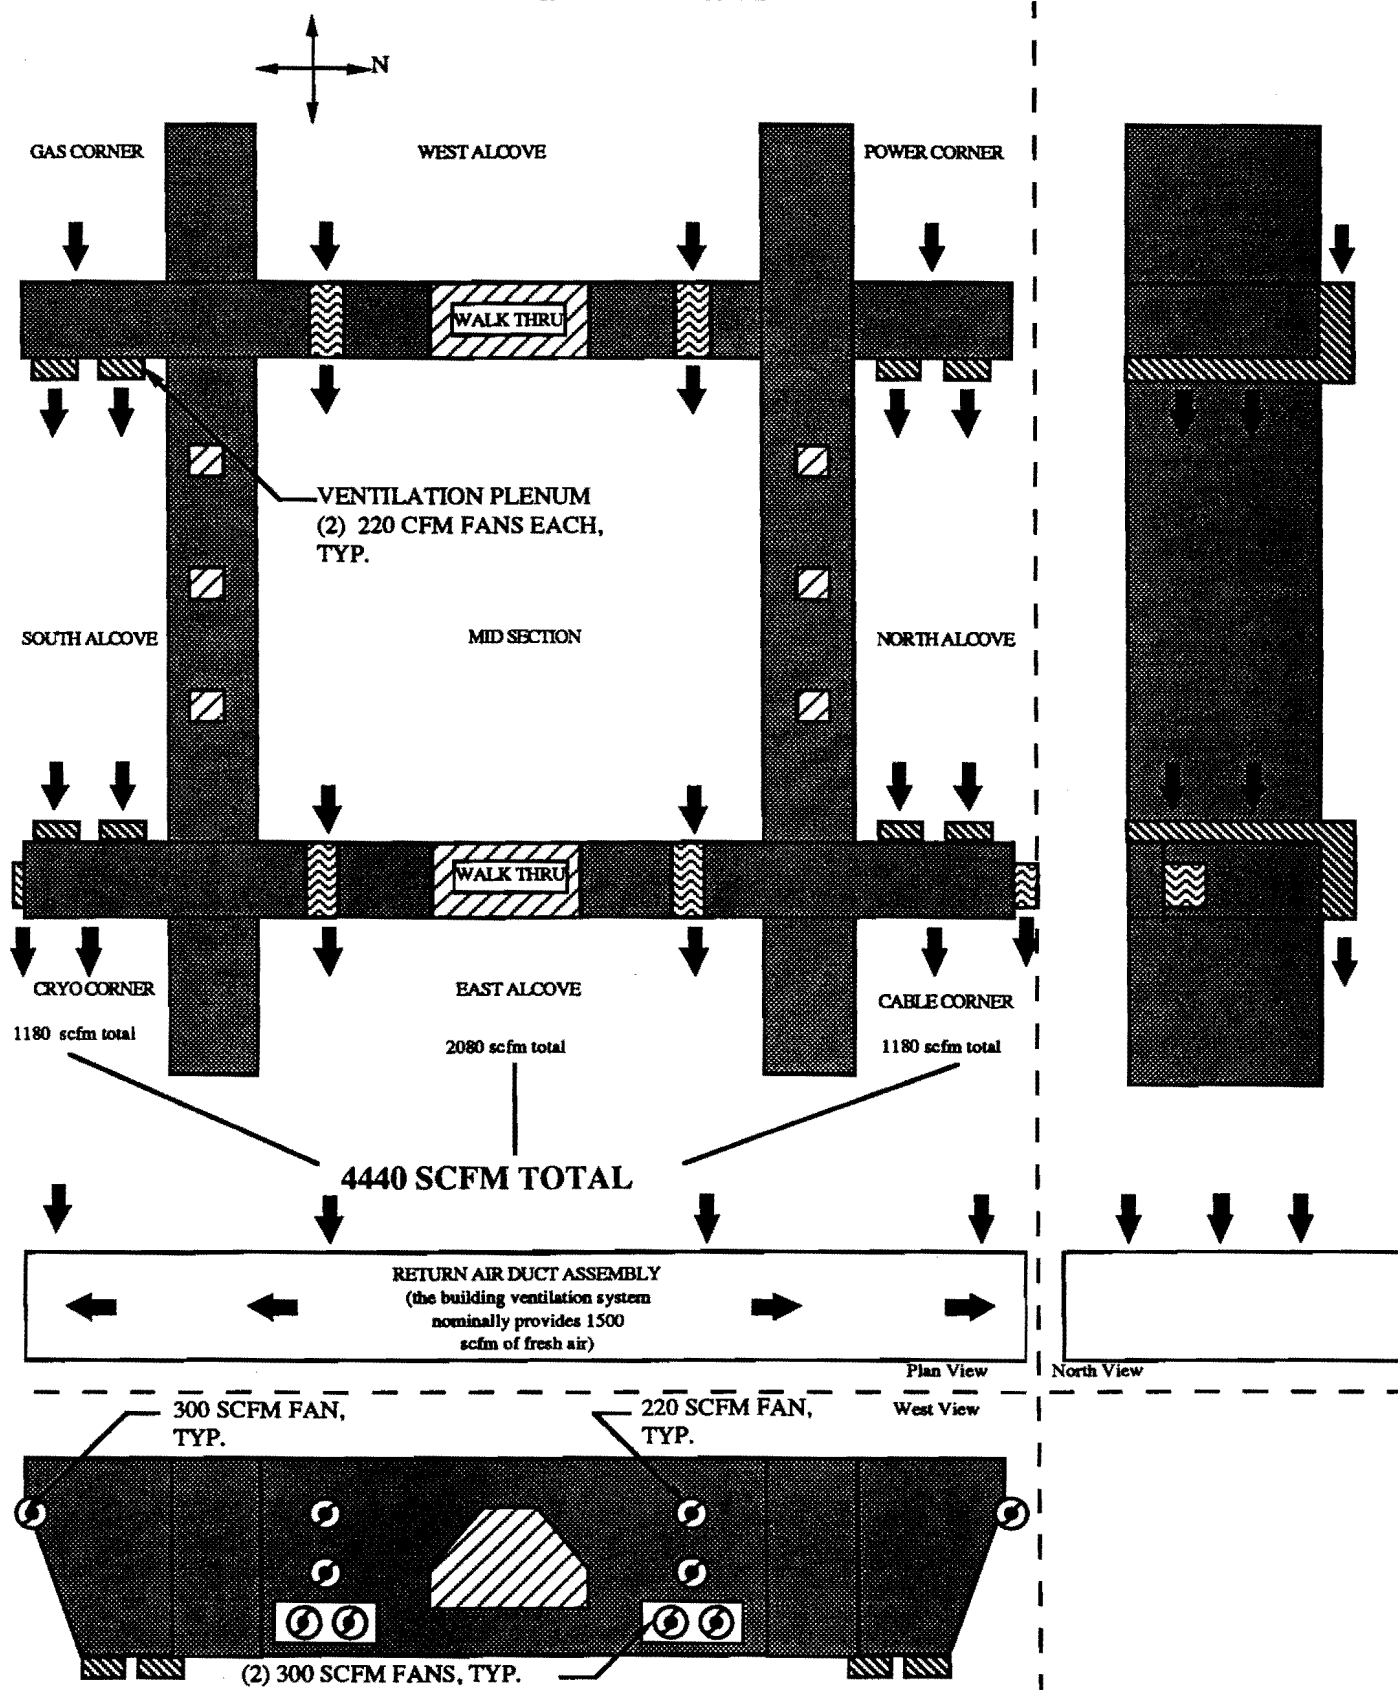 N
GAS CORNER
WEST ALCOVE
POWER CORNER
WALK THRU
VENTILATION PLENUM
(2) 220 CFM FANS EACH,
TYP.
SOUTH ALCOVE
MID SECTION
NORTH ALCOVE
WALK THRU
CRYO CORNER
EAST ALCOVE
CABLE CORNER
1180 scfm total
2080 scfm total
1180 scfm total
4440 SCFM TOTAL
RETURN AIR DUCT ASSEMBLY
(the building ventilation system
nominally provides 1500
scfm of fresh air)
Plan View
North View
West View
300 SCFM FAN,
TYP.
220 SCFM FAN,
TYP.
(2) 300 SCFM FANS, TYP.